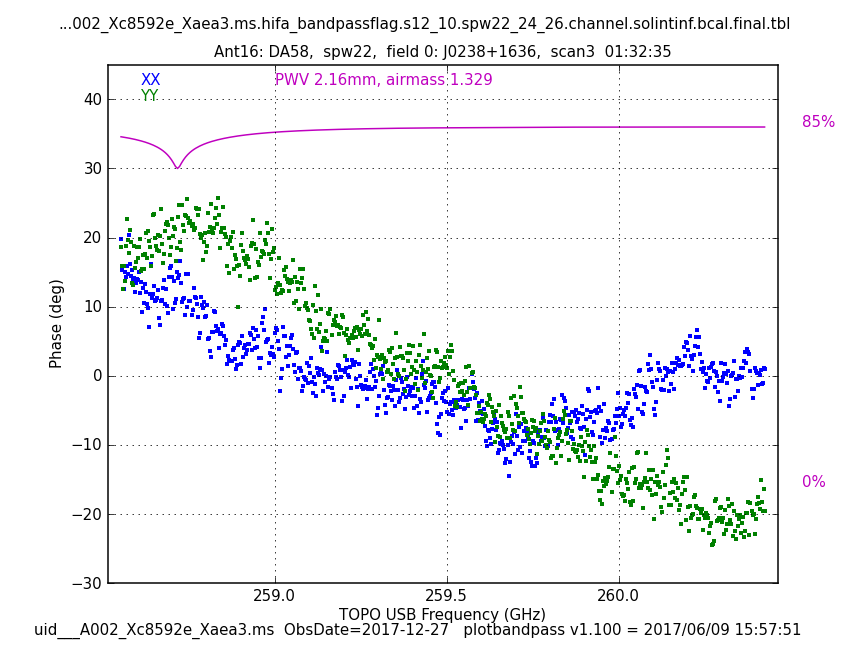 ...002_Xc8592e_Xaea3.ms.hifa_bandpassflag.s12_10.spw22_24_26.channel.solintinf.bcal.final.tbl
Ant16: DA58, spw22, field 0: J0238+1636, scan3 01:32:35
XX
YY
PWV 2.16mm, airmass 1.329
85%
0%
40
30
20
10
0
−10
−20
−30
Phase (deg)
259.0 259.5 260.0
TOPO USB Frequency (GHz)
uid___A002_Xc8592e_Xaea3.ms ObsDate=2017-12-27 plotbandpass v1.100 = 2017/06/09 15:57:51